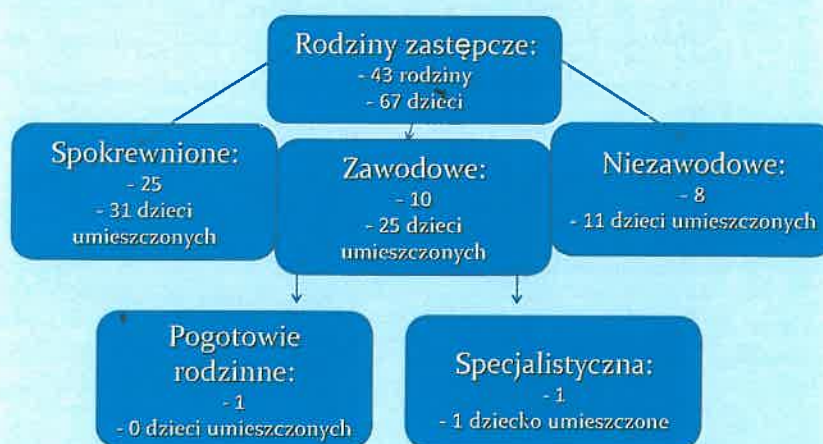 Rodziny zastępcze:
- 43 rodziny
- 67 dzieci
Spokrewnione:
- 25
- 31 dzieci
umieszczonych
Zawodowe:
- 10
- 25 dzieci
umieszczonych
Niezawodowe:
- 8
- 11 dzieci umieszczonych
Pogotowie
rodzinne:
- 1
- 0 dzieci umieszczonych
Specjalistyczna:
- 1
- 1 dziecko umieszczone